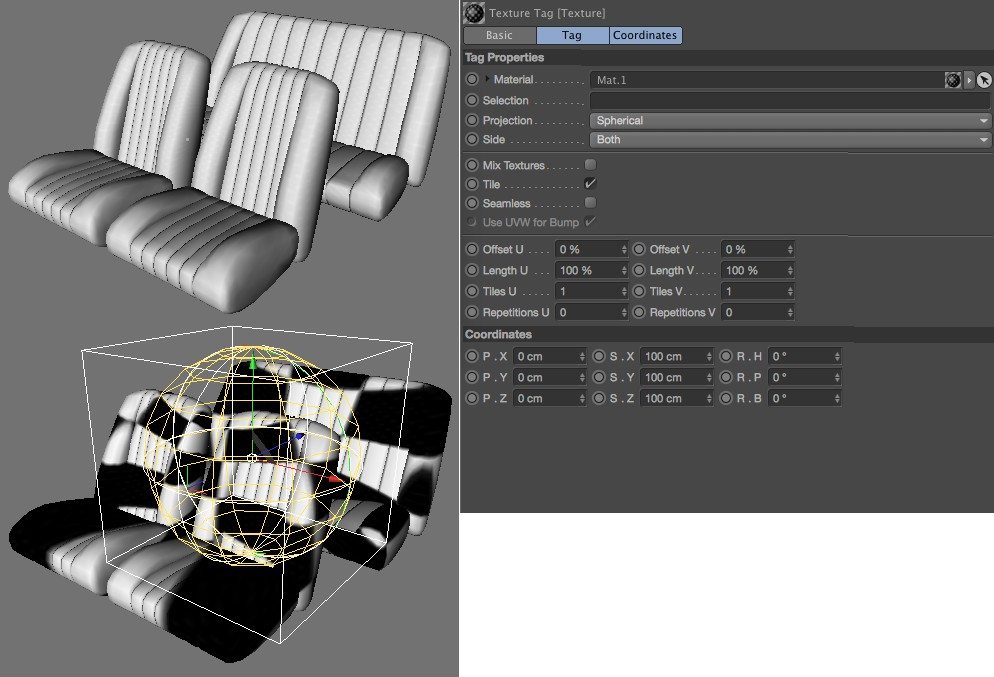 Texture Tag [Texture]
Basic Tag Coordinates
Tag Properties
Material Mat.1
Selection
Projection Spherical
Side Both
Mix Textures
Tile
Seamless
Use UVW for Bump
Offset U 0 % Offset V 0 %
Length U 100 % Length V 100 %
Tiles U 1 Tiles V 1
Repetitions U 0 Repetitions V 0
Coordinates
P . X 0 cm S . X 100 cm R . H 0 °
P . Y 0 cm S . Y 100 cm R . P 0 °
P . Z 0 cm S . Z 100 cm R . B 0 °